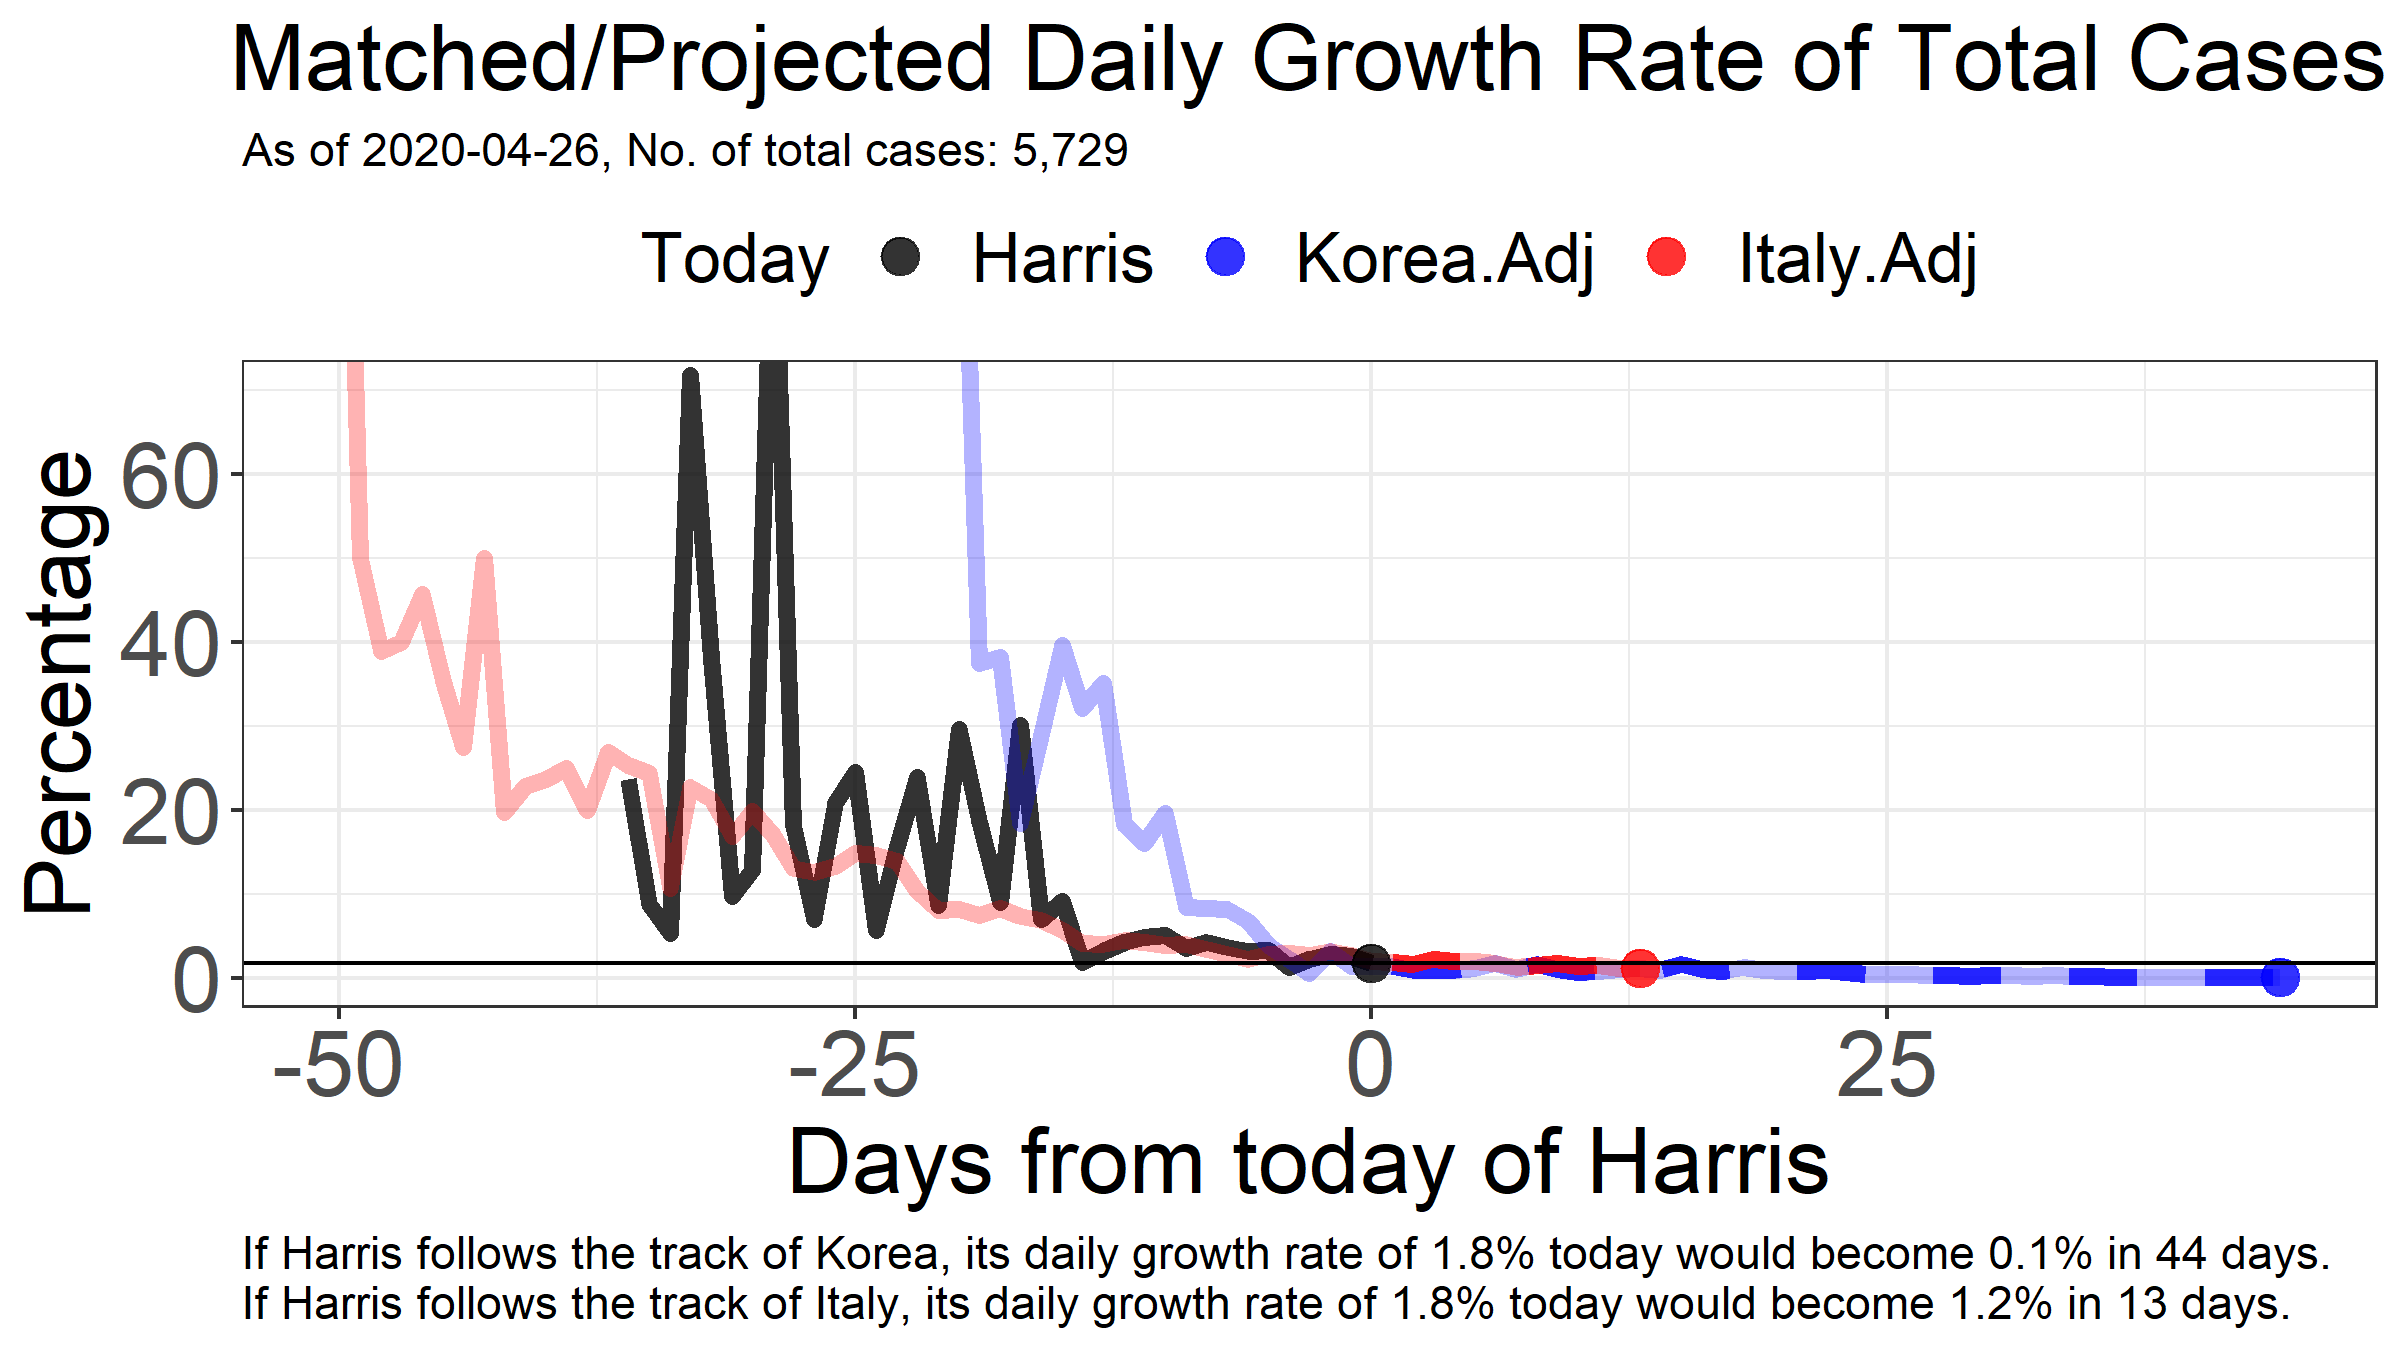 Matched/Projected Daily Growth Rate of Total Cases
As of 2020-04-26, No. of total cases: 5,729
Today Harris Korea.Adj Italy.Adj
Percentage
60
40
20
0
-50 -25 0 25
Days from today of Harris
If Harris follows the track of Korea, its daily growth rate of 1.8% today would become 0.1% in 44 days.
If Harris follows the track of Italy, its daily growth rate of 1.8% today would become 1.2% in 13 days.